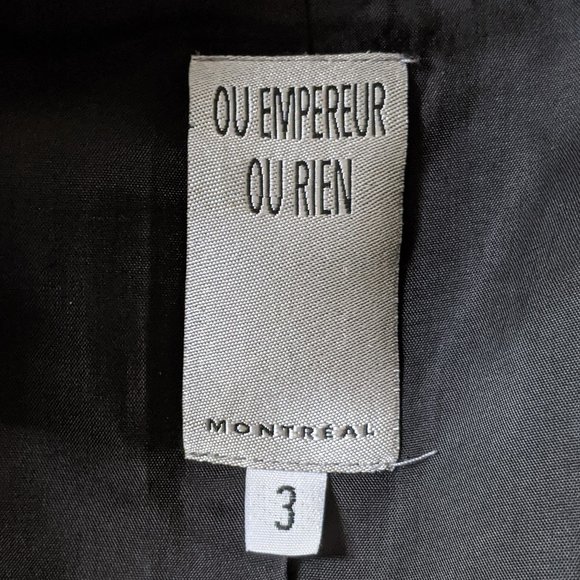 OU EMPEREUR
OU RIEN
MONTRÉAL
3